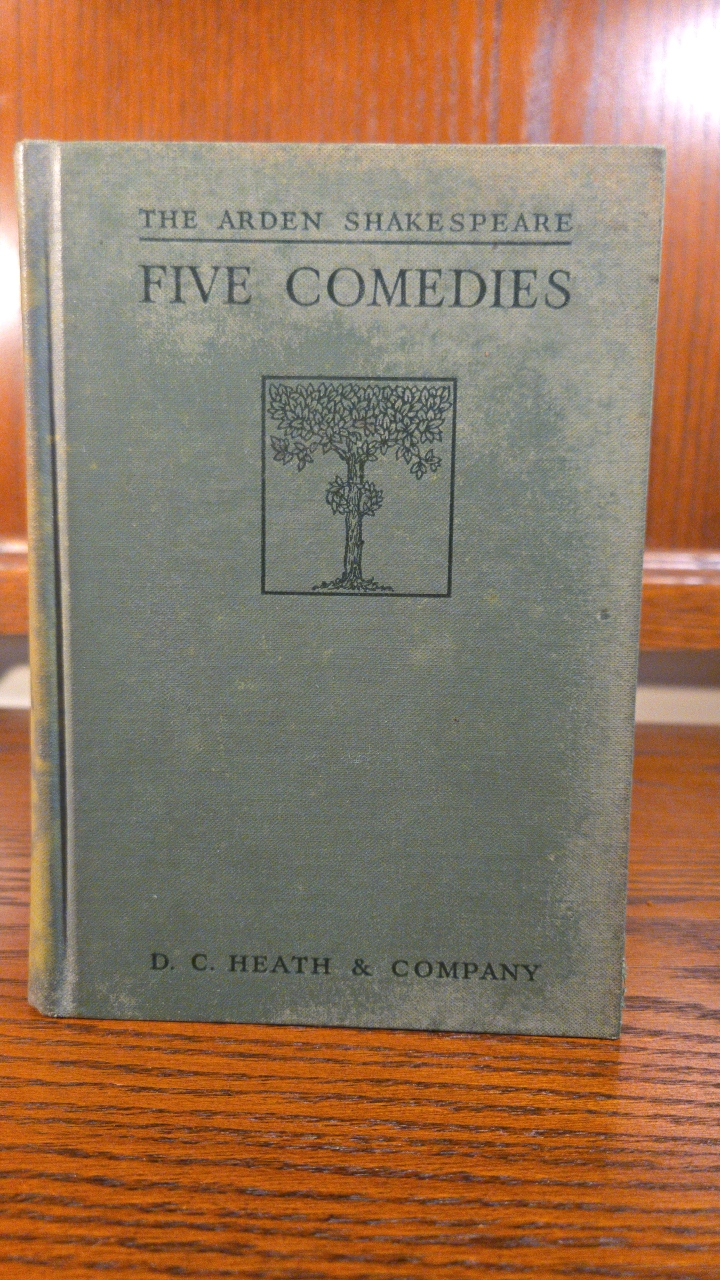 THE ARDEN SHAKESPEARE
FIVE COMEDIES
D. C. HEATH & COMPANY